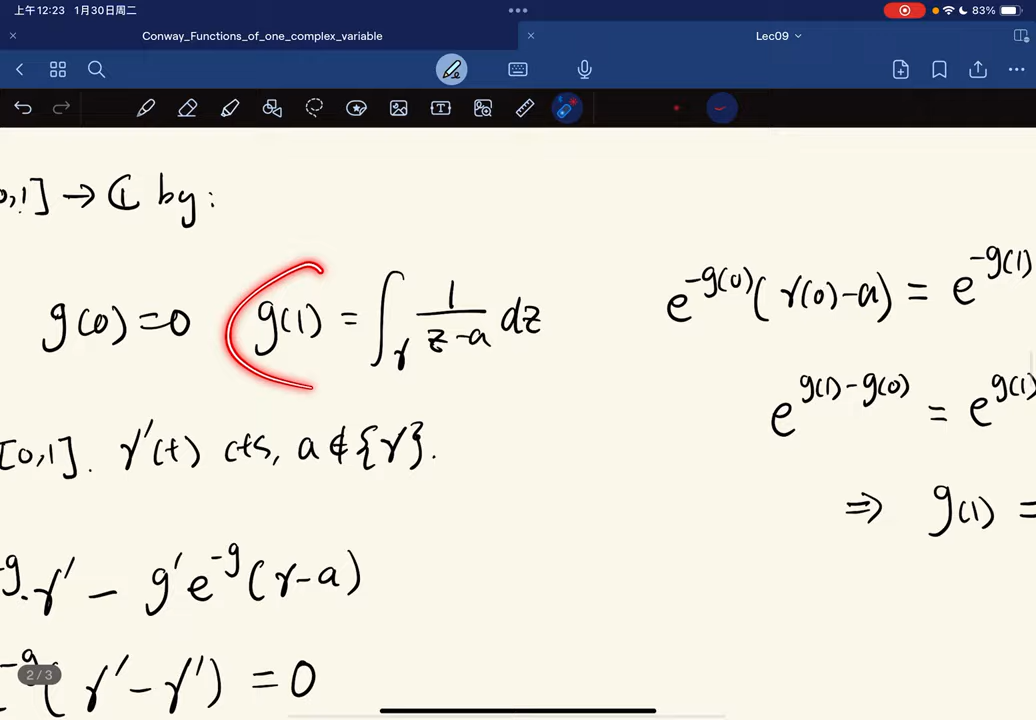 上午12:23 1月30日周二
83%
Conway_Functions_of_one_complex_variable
Lec09
0,1] → ℂ by:
g(0)=0 g(1) = ∫_γ 1/(z-a) dz
e^{-g(0)}(γ(0)-a) = e^{-g(1)
[0,1]. γ'(t) cts, a∉{γ}.
e^{g(1)-g(0)} = e^{g(1)
⇒ g(1) =
-g.γ' - g'e^{-g}(γ-a)
-g( γ'-γ') = 0
2/3